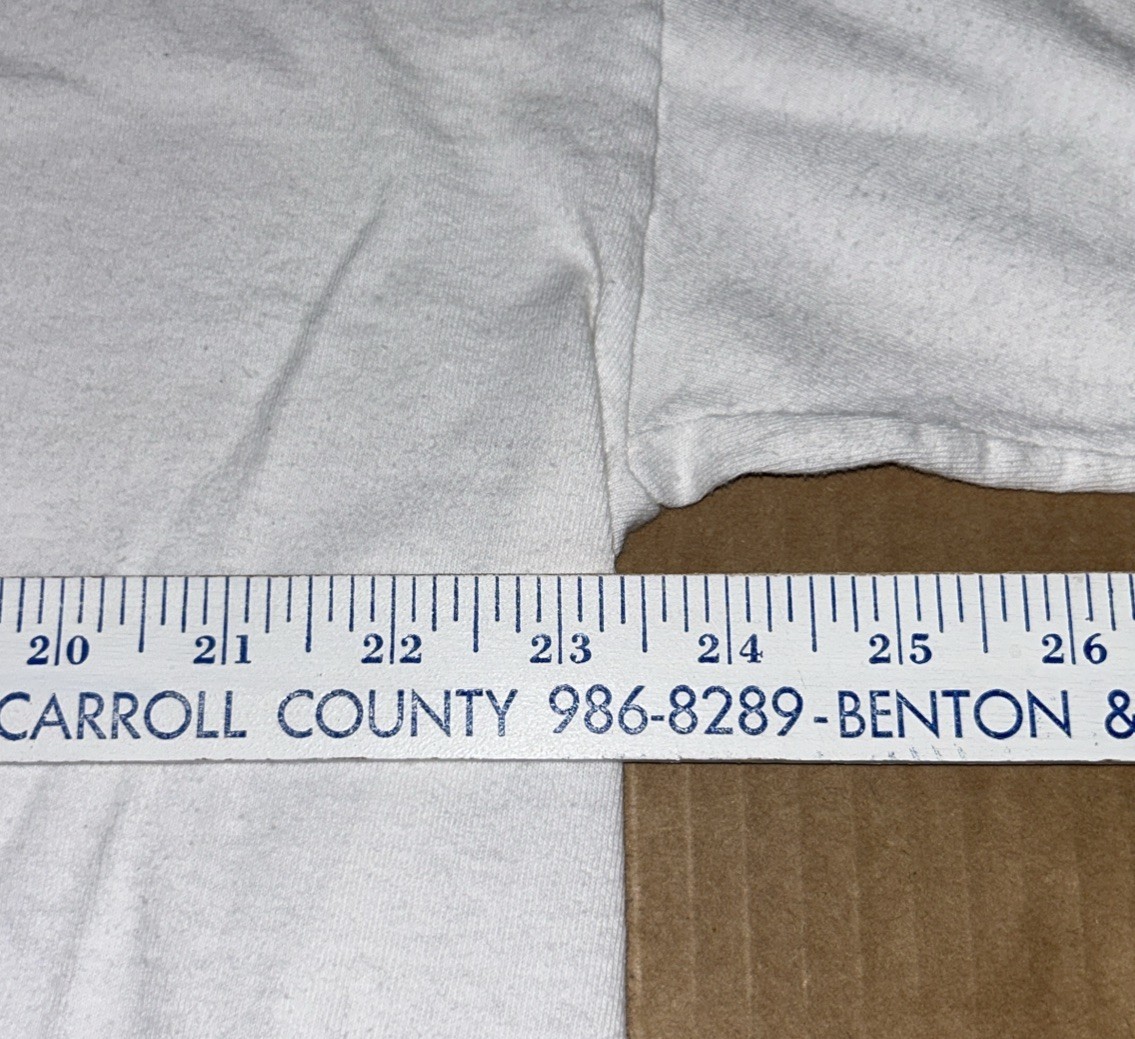 20 21 22 23 24 25 26
CARROLL COUNTY 986-8289-BENTON &